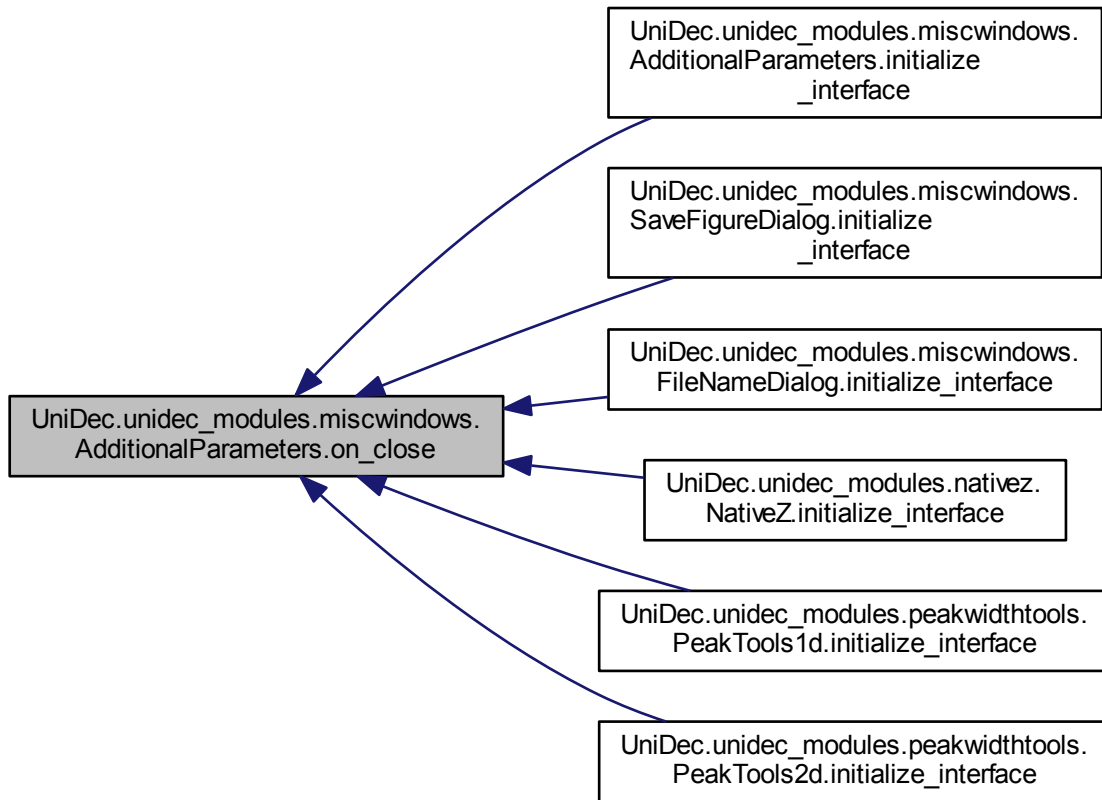 UniDec.unidec_modules.miscwindows.
AdditionalParameters.initialize
_interface
UniDec.unidec_modules.miscwindows.
SaveFigureDialog.initialize
_interface
UniDec.unidec_modules.miscwindows.
FileNameDialog.initialize_interface
UniDec.unidec_modules.miscwindows.
AdditionalParameters.on_close
UniDec.unidec_modules.nativez.
NativeZ.initialize_interface
UniDec.unidec_modules.peakwidthtools.
PeakTools1d.initialize_interface
UniDec.unidec_modules.peakwidthtools.
PeakTools2d.initialize_interface